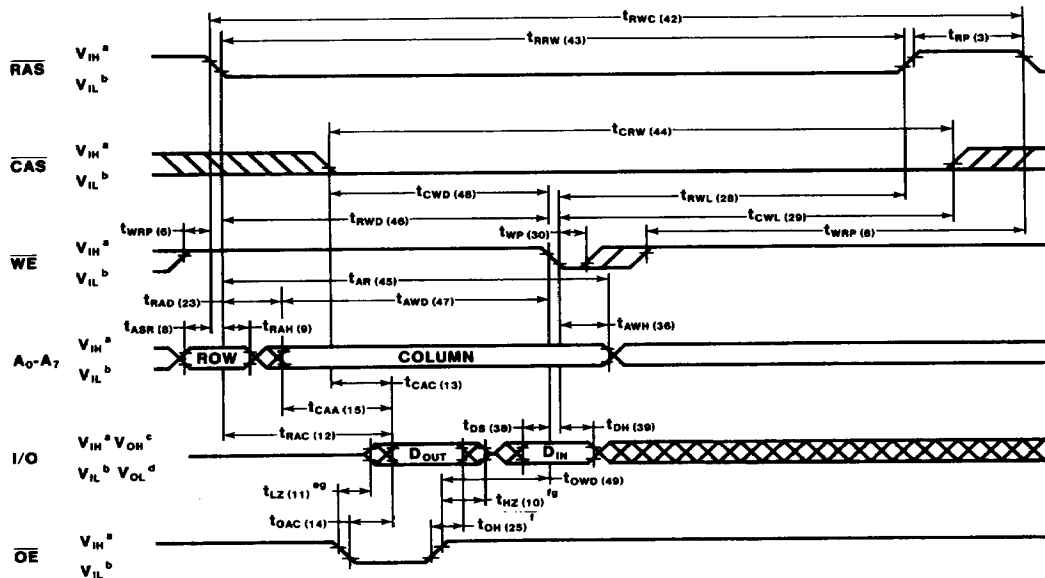 tRWC (42)
tRRW (43)
tRP (3)
RAS
VIH a
VIL b
tCRW (44)
CAS
VIH a
VIL b
tCWD (48)
tRWL (28)
tRWD (46)
tCWL (29)
tWRP (6)
tWP (30)
tWRP (6)
WE
VIH a
VIL b
tAR (45)
tRAD (23)
tAWD (47)
tASR (8)
tRAH (9)
tAWH (36)
A0-A7
VIH a
VIL b
ROW
COLUMN
tCAC (13)
tCAA (15)
tRAC (12)
tDS (38)
tDH (39)
I/O
VIH a VOH c
VIL b VOL d
DOUT
DIN
tOWD (49)
tLZ (11) eg
tHZ (10) fg
tOAC (14)
tOH (25) f
OE
VIH a
VIL b